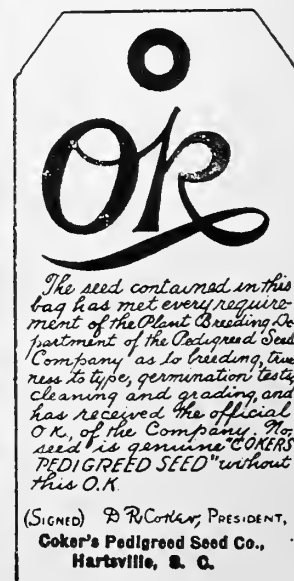 OK
The seed contained in this
bag has met every require-
ment of the Plant Breeding De-
partment of the Pedigreed Seed
Company as to breeding, true
ness to type, germination tests,
cleaning and grading, and
has received the official
O.K., of the Company. No,
seed is genuine "COKERS
PEDIGREED SEED" without
this O.K.
(SIGNED) D R COKER, PRESIDENT,
Coker's Pedigreed Seed Co.,
Hartsville, S. C.